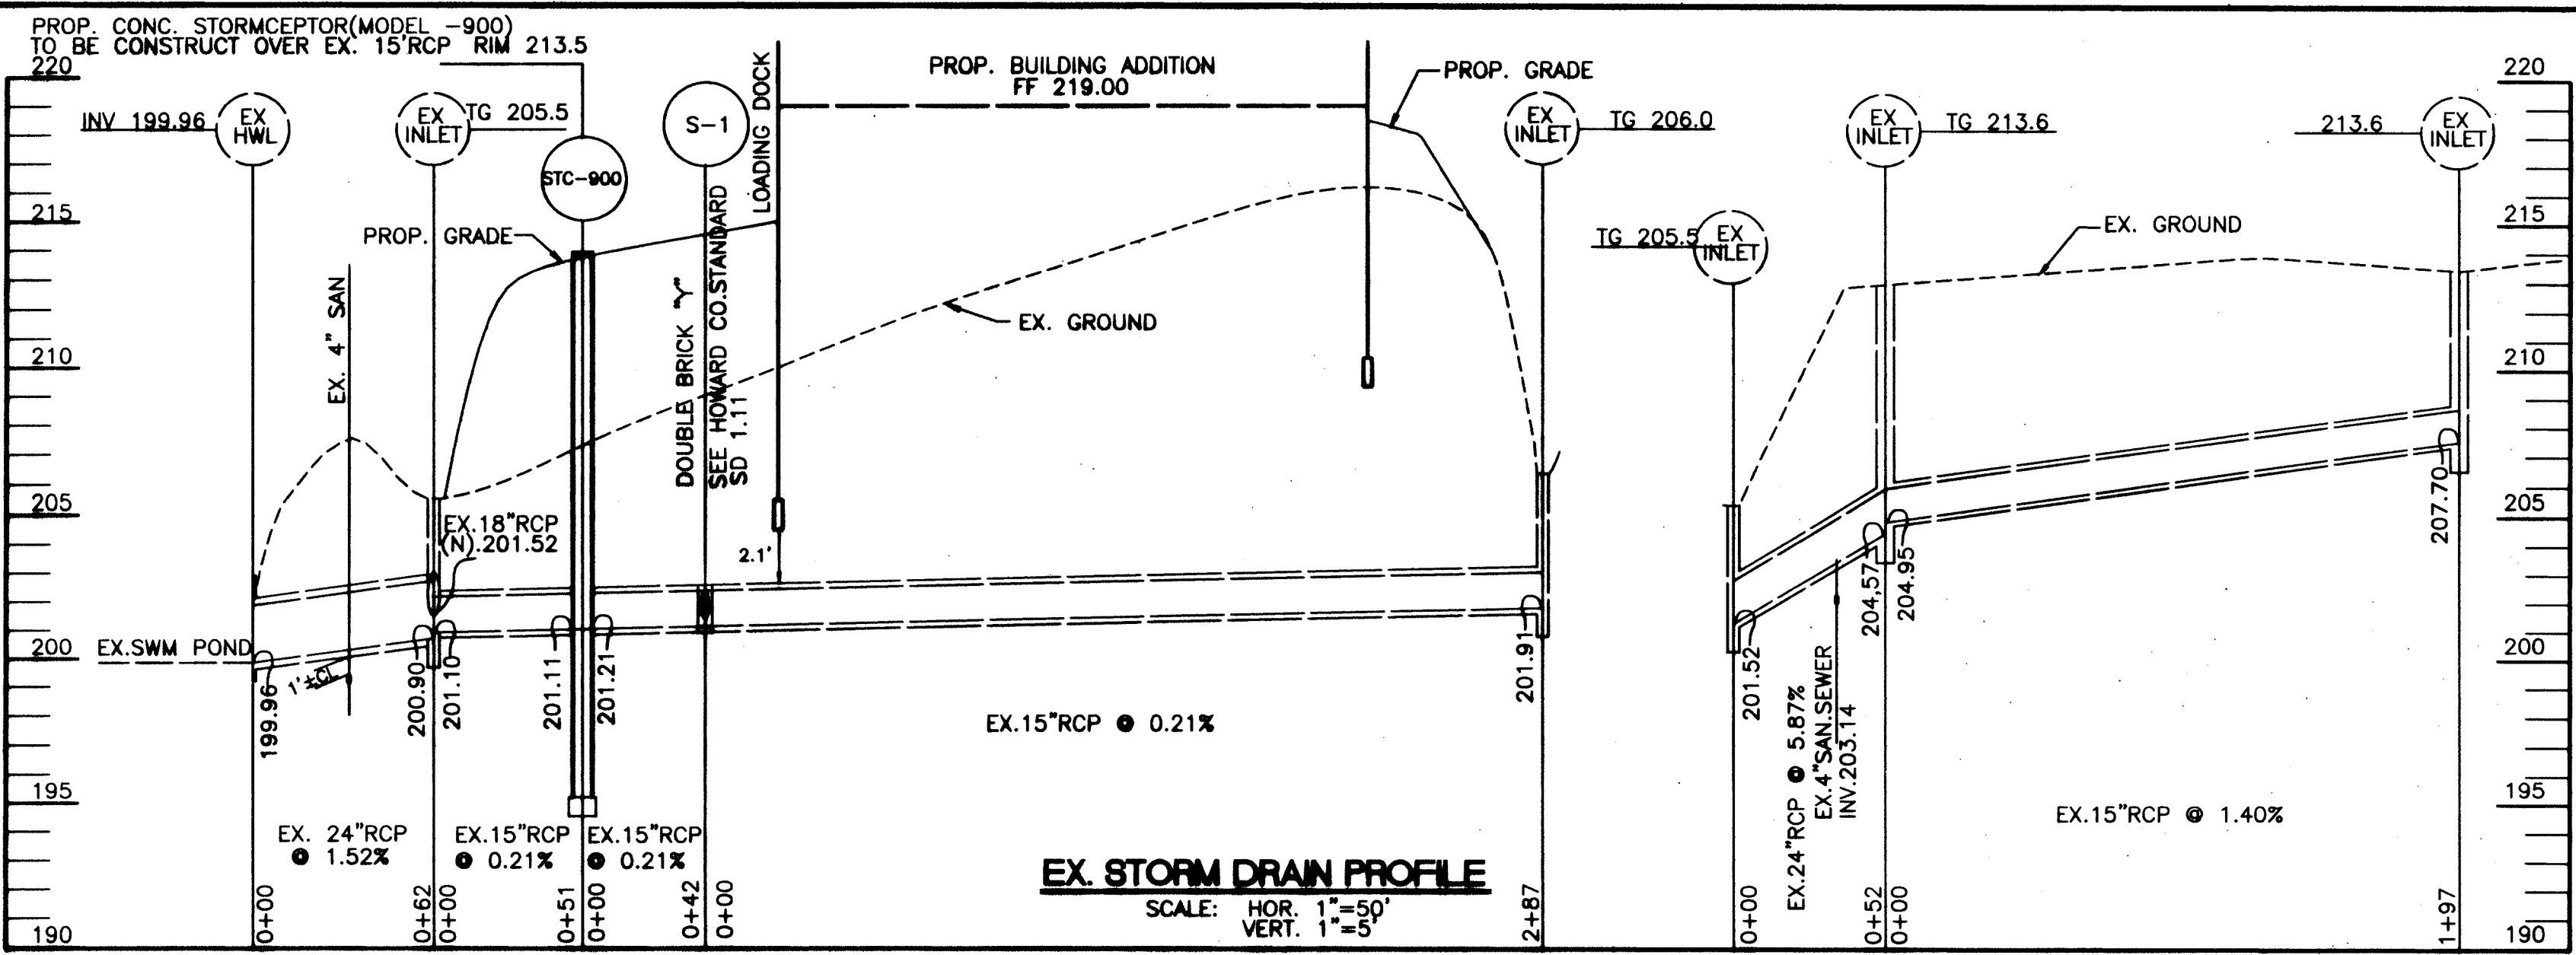 PROP. CONC. STORMCEPTOR(MODEL -900)
TO BE CONSTRUCT OVER EX. 15'RCP RIM 213.5
220
INV 199.96
EX
HWL
EX
INLET
TG 205.5
STC-900
S-1
LOADING DOCK
PROP. BUILDING ADDITION
FF 219.00
PROP. GRADE
EX
INLET
TG 206.0
EX
INLET
TG 213.6
213.6
EX
INLET
220
215
PROP. GRADE
EX. 4" SAN
DOUBLE BRICK "Y"
SEE HOWARD CO.STANDARD
SD 1.11
EX. GROUND
TG 205.5
EX
INLET
EX. GROUND
215
210
210
205
EX.18"RCP
(N).201.52
2.1'
205
EX.SWM POND
200
199.96
1'±CL
200.90
201.10
201.11
201.21
201.91
201.52
204,57
204.95
207.70
200
EX.15"RCP @ 0.21%
EX.24"RCP @ 5.87%
EX.4"SAN.SEWER
INV.203.14
195
195
EX. 24"RCP
@ 1.52%
EX.15"RCP
@ 0.21%
EX.15"RCP
@ 0.21%
EX.15"RCP @ 1.40%
EX. STORM DRAIN PROFILE
SCALE: HOR. 1"=50'
VERT. 1"=5'
190
0+00
0+62
0+00
0+51
0+00
0+42
0+00
2+87
0+00
0+52
0+00
1+97
190